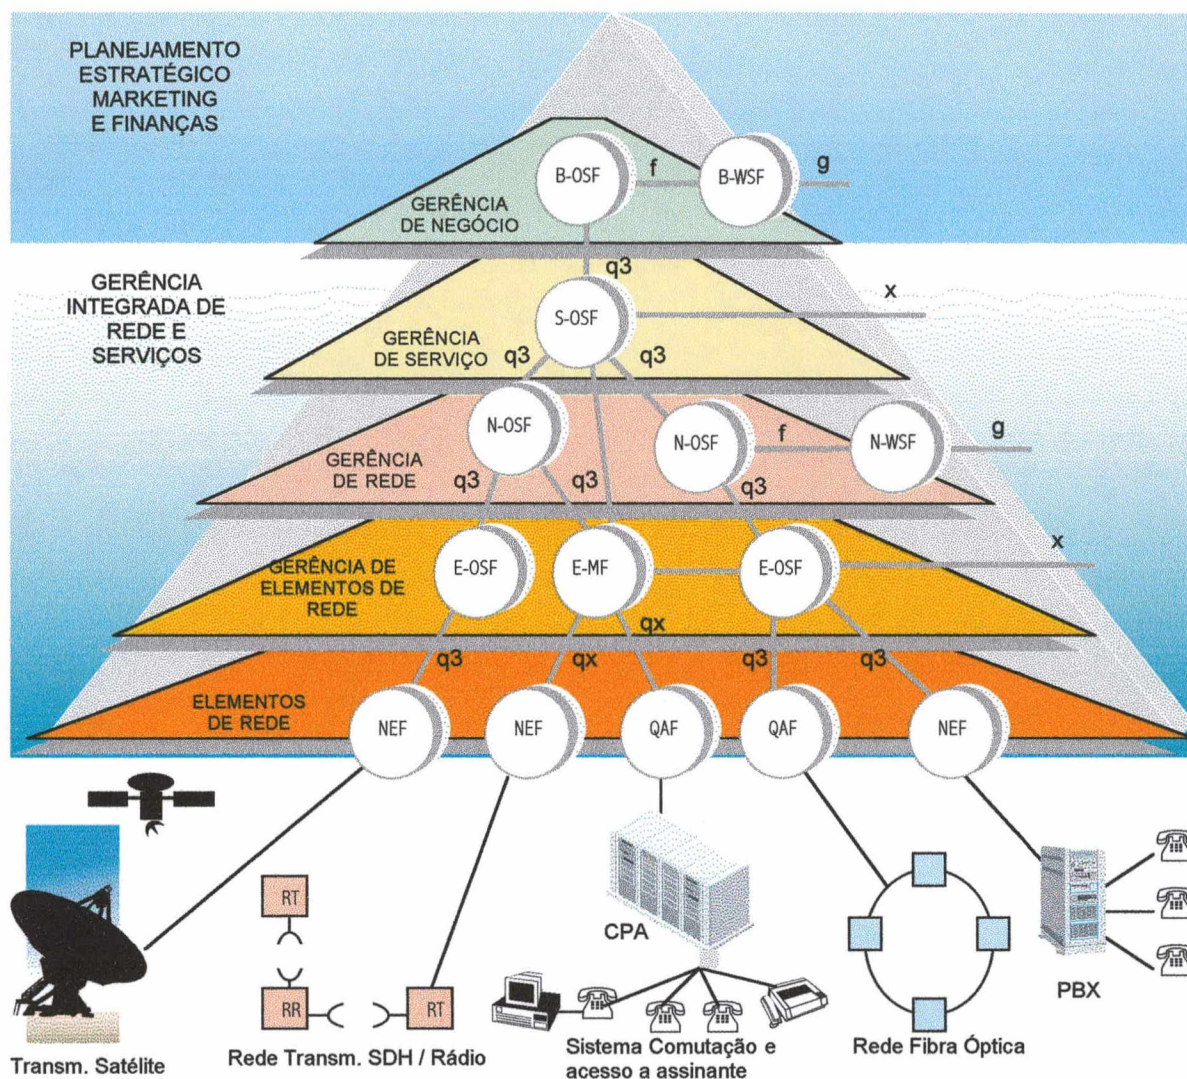 PLANEJAMENTO
ESTRATÉGICO
MARKETING
E FINANÇAS
B-OSF
f
B-WSF
g
GERÊNCIA
DE NEGÓCIO
GERÊNCIA
INTEGRADA DE
REDE E
SERVIÇOS
q3
x
S-OSF
GERÊNCIA
DE SERVIÇO
q3
q3
N-OSF
N-OSF
f
N-WSF
g
GERÊNCIA
DE REDE
q3
q3
q3
x
GERÊNCIA DE
ELEMENTOS DE
REDE
E-OSF
E-MF
E-OSF
qx
q3
qx
q3
q3
ELEMENTOS
DE REDE
NEF
NEF
QAF
QAF
NEF
RT
RR
RT
CPA
PBX
Transm. Satélite
Rede Transm. SDH / Rádio
Sistema Comutação e
acesso a assinante
Rede Fibra Óptica